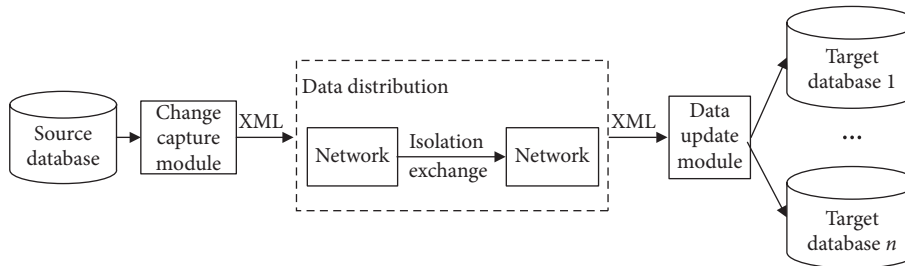 Source
database
Change
capture
module
XML
Data distribution
Network
Isolation
exchange
Network
XML
Data
update
module
Target
database 1
...
Target
database n